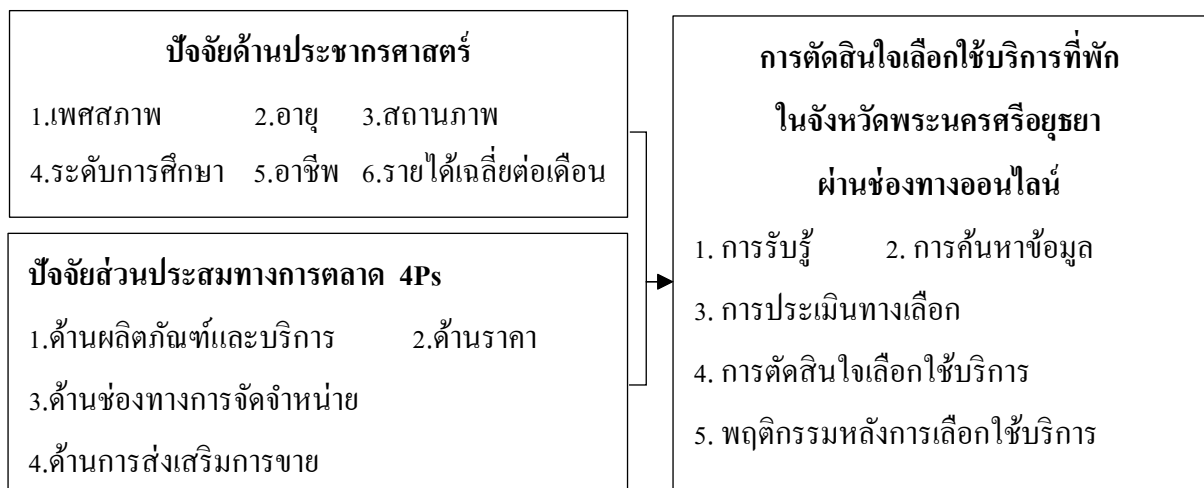 ปัจจัยด้านประชากรศาสตร์
1.เพศสภาพ 2.อายุ 3.สถานภาพ
4.ระดับการศึกษา 5.อาชีพ 6.รายได้เฉลี่ยต่อเดือน
ปัจจัยส่วนประสมทางการตลาด 4Ps
1.ด้านผลิตภัณฑ์และบริการ 2.ด้านราคา
3.ด้านช่องทางการจัดจำหน่าย
4.ด้านการส่งเสริมการขาย
การตัดสินใจเลือกใช้บริการที่พัก
ในจังหวัดพระนครศรีอยุธยา
ผ่านช่องทางออนไลน์
1. การรับรู้ 2. การค้นหาข้อมูล
3. การประเมินทางเลือก
4. การตัดสินใจเลือกใช้บริการ
5. พฤติกรรมหลังการเลือกใช้บริการ